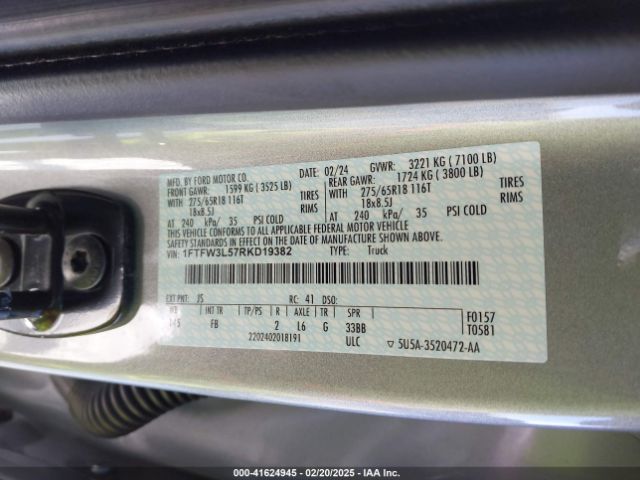 MFD. BY FORD MOTOR CO. DATE: 02/24 GVWR: 3221 KG ( 7100 LB)
FRONT GAWR: 1599 KG ( 3525 LB) REAR GAWR: 1724 KG ( 3800 LB)
WITH 275/65R18 116T TIRES WITH 275/65R18 116T TIRES
18x8.5J RIMS 18x8.5J RIMS
AT 240 kPa/ 35 PSI COLD AT 240 kPa/ 35 PSI COLD
THIS VEHICLE CONFORMS TO ALL APPLICABLE FEDERAL MOTOR VEHICLE
SAFETY AND THEFT PREVENTION STANDARDS IN EFFECT ON THE DATE OF MANUFACTURE SHOWN ABOVE.
VIN: 1FTFW3L57RKD19382 TYPE: Truck
EXT PNT: JS RC: 41 DSO:
WB INT TR TP/PS R AXLE TR SPR F0157
145 FB 2 L6 G 33BB T0581
2202402018191 ULC ▽ 5U5A-3520472-AA
000-41624945 - 02/20/2025 - IAA Inc.